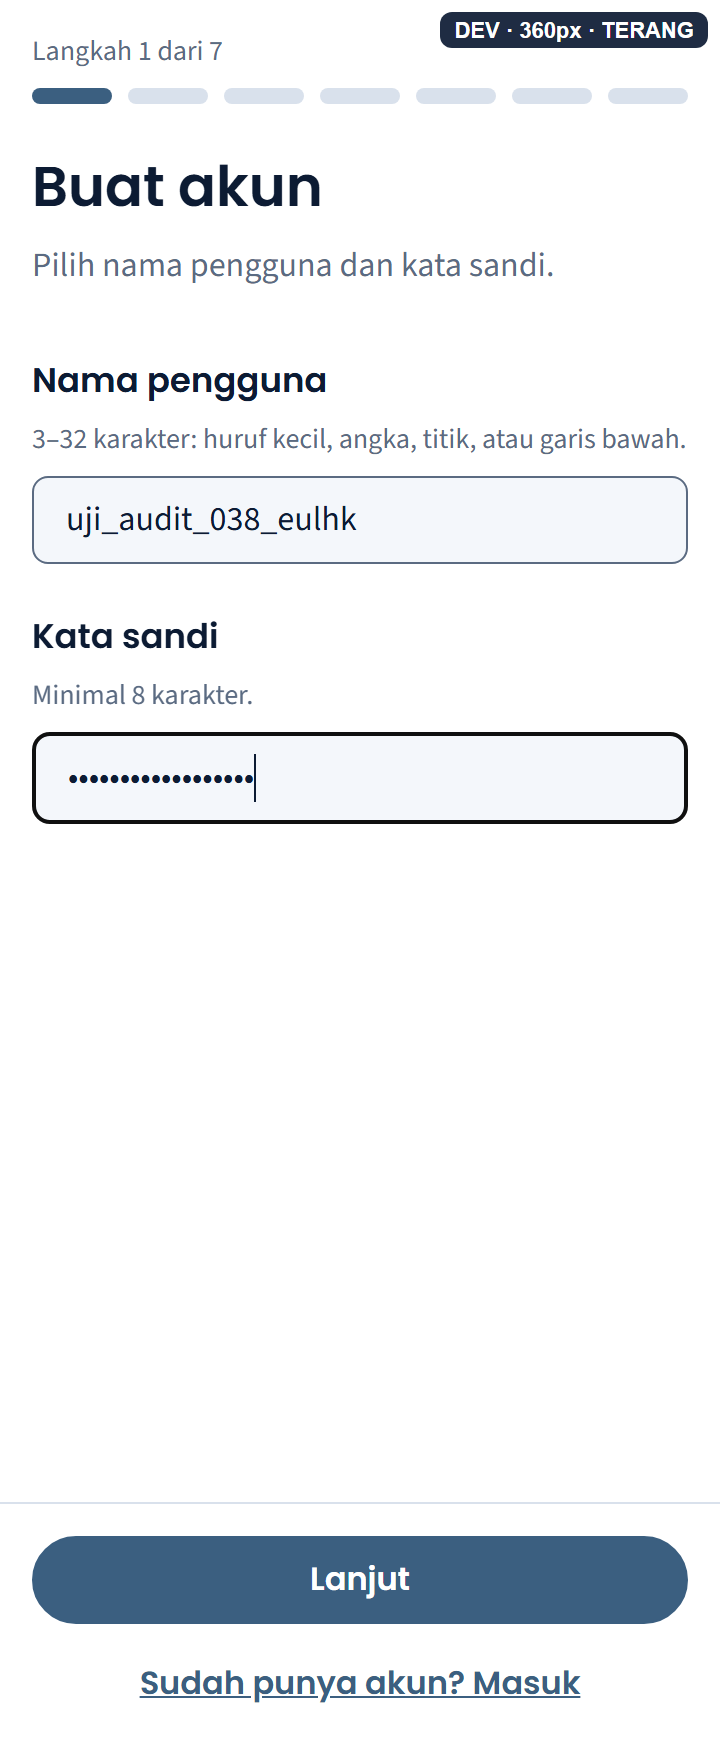 Langkah 1 dari 7
DEV · 360px · TERANG
Buat akun
Pilih nama pengguna dan kata sandi.
Nama pengguna
3–32 karakter: huruf kecil, angka, titik, atau garis bawah.
uji_audit_038_eulhk
Kata sandi
Minimal 8 karakter.
••••••••••••••••••
Lanjut
Sudah punya akun? Masuk